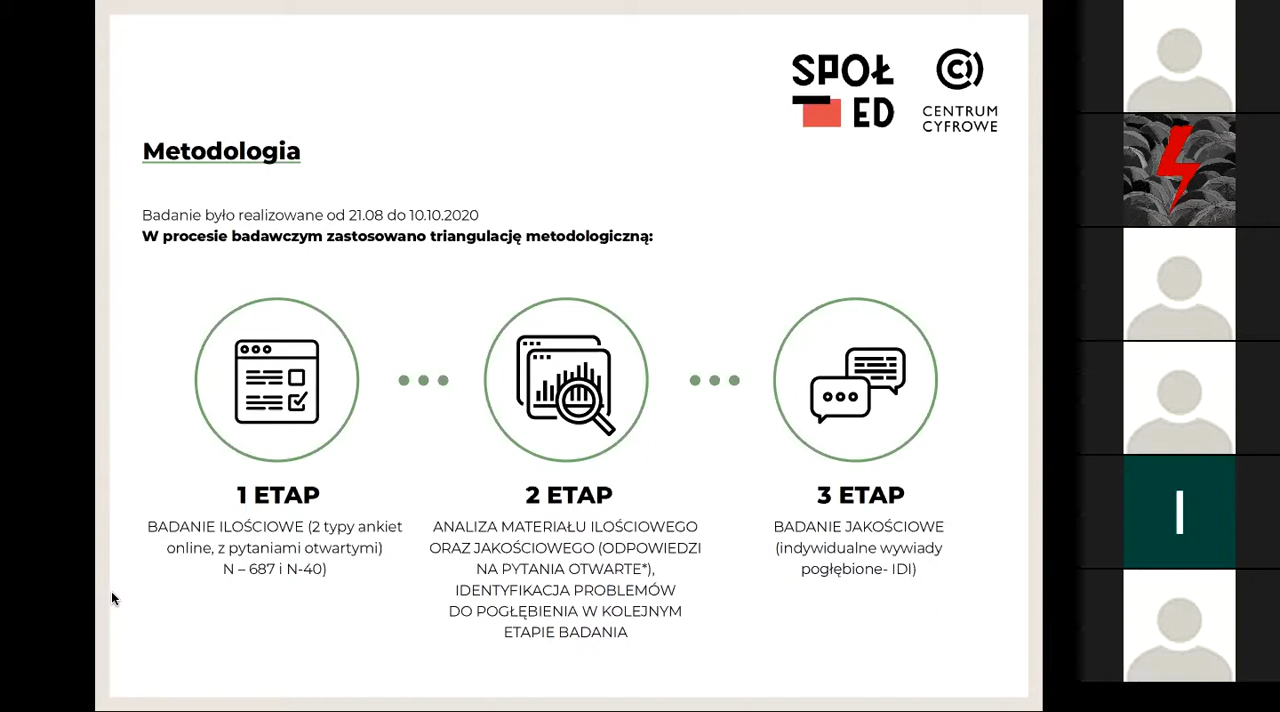 SPOŁ
ED
CENTRUM
CYFROWE
Metodologia
Badanie było realizowane od 21.08 do 10.10.2020
W procesie badawczym zastosowano triangulację metodologiczną:
1 ETAP
BADANIE ILOŚCIOWE (2 typy ankiet
online, z pytaniami otwartymi)
N – 687 i N-40)
2 ETAP
ANALIZA MATERIAŁU ILOŚCIOWEGO
ORAZ JAKOŚCIOWEGO (ODPOWIEDZI
NA PYTANIA OTWARTE*),
IDENTYFIKACJA PROBLEMÓW
DO POGŁĘBIENIA W KOLEJNYM
ETAPIE BADANIA
3 ETAP
BADANIE JAKOŚCIOWE
(indywidualne wywiady
pogłębione- IDI)
I